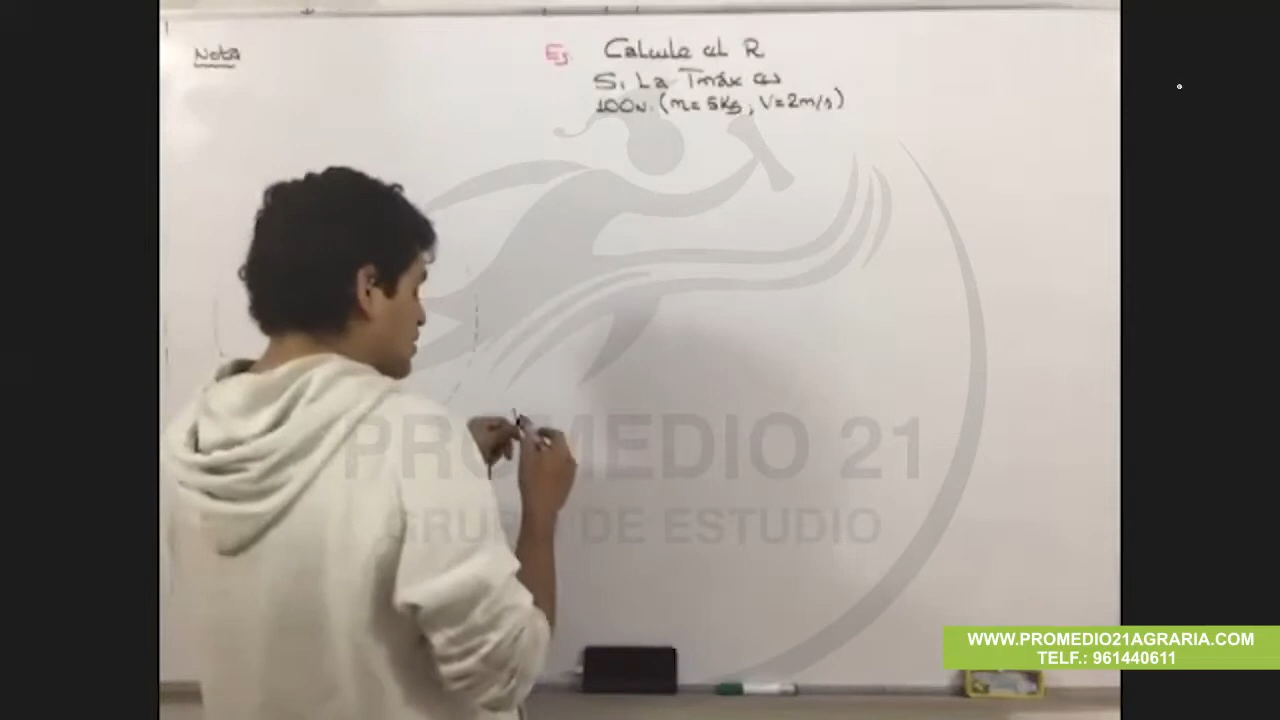 Nota
Ej. Calcule el R
Si La Tmáx es
100N. (m= 5Kg, V=2m/s)
PROMEDIO 21
GRUPO DE ESTUDIO
WWW.PROMEDIO21AGRARIA.COM
TELF.: 961440611